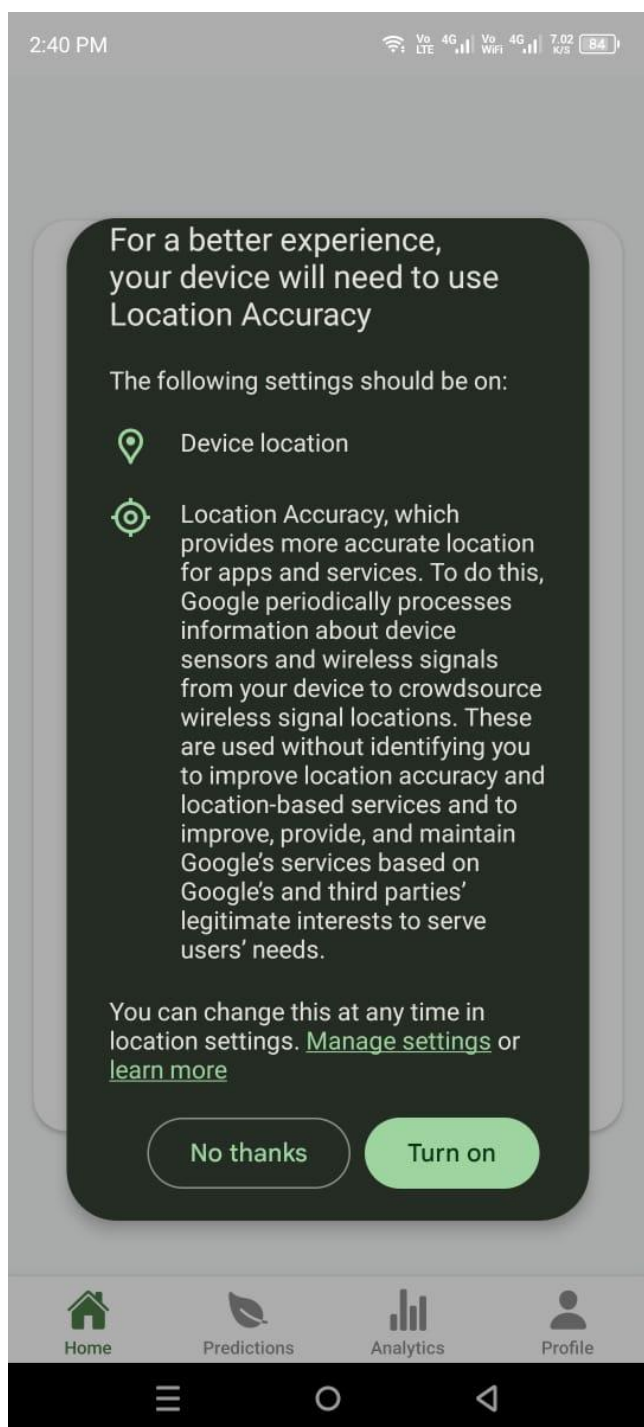 2:40 PM
Vo LTE 4G Vo WiFi 4G 7.02 K/S 84
For a better experience,
your device will need to use
Location Accuracy
The following settings should be on:
Device location
Location Accuracy, which
provides more accurate location
for apps and services. To do this,
Google periodically processes
information about device
sensors and wireless signals
from your device to crowdsource
wireless signal locations. These
are used without identifying you
to improve location accuracy and
location-based services and to
improve, provide, and maintain
Google’s services based on
Google’s and third parties’
legitimate interests to serve
users’ needs.
You can change this at any time in
location settings. Manage settings or
learn more
No thanks
Turn on
Home
Predictions
Analytics
Profile